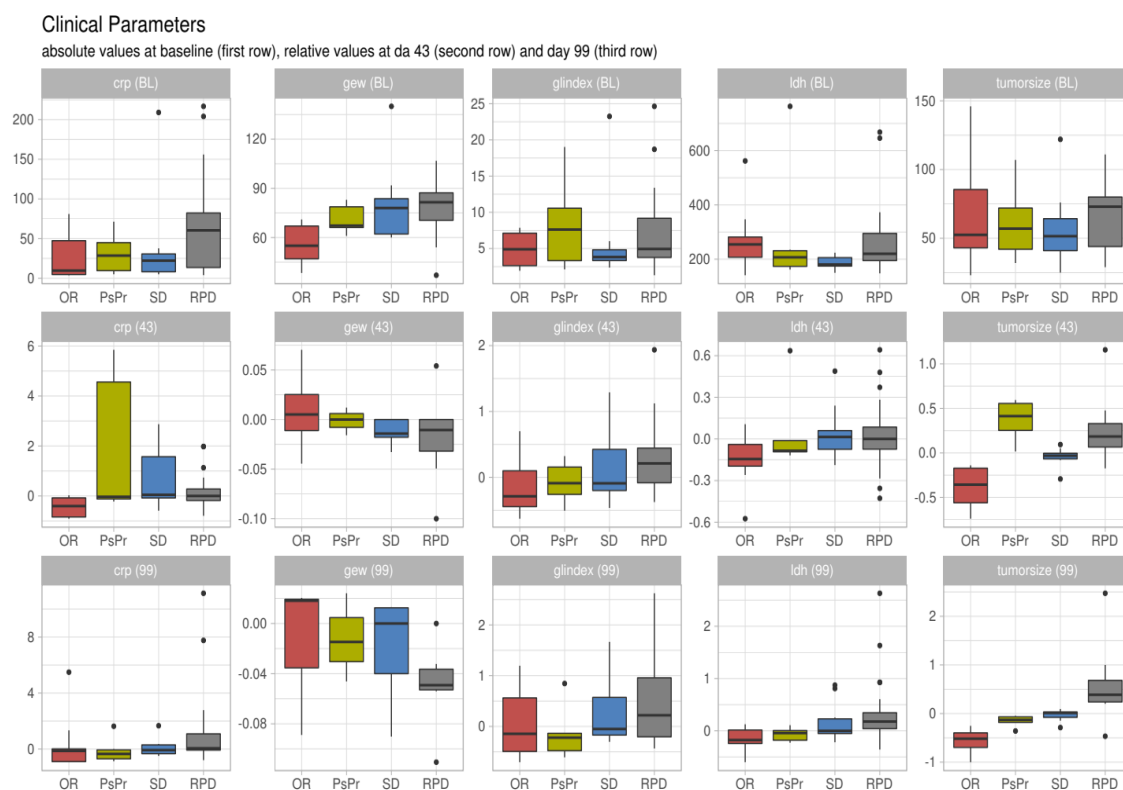 Clinical Parameters
absolute values at baseline (first row), relative values at da 43 (second row) and day 99 (third row)
crp (BL) gew (BL) glindex (BL) ldh (BL) tumorsize (BL)
200 150 100 50 0
120 90 60
25 20 15 10 5
600 400 200
150 100 50
OR PsPr SD RPD OR PsPr SD RPD OR PsPr SD RPD OR PsPr SD RPD OR PsPr SD RPD
crp (43) gew (43) glindex (43) ldh (43) tumorsize (43)
6 4 2 0
0.05 0.00 -0.05 -0.10
2 1 0
0.6 0.3 0.0 -0.3 -0.6
1.0 0.5 0.0 -0.5
OR PsPr SD RPD OR PsPr SD RPD OR PsPr SD RPD OR PsPr SD RPD OR PsPr SD RPD
crp (99) gew (99) glindex (99) ldh (99) tumorsize (99)
8 4 0
0.00 -0.04 -0.08
2 1 0
2 1 0
2 1 0 -1
OR PsPr SD RPD OR PsPr SD RPD OR PsPr SD RPD OR PsPr SD RPD OR PsPr SD RPD